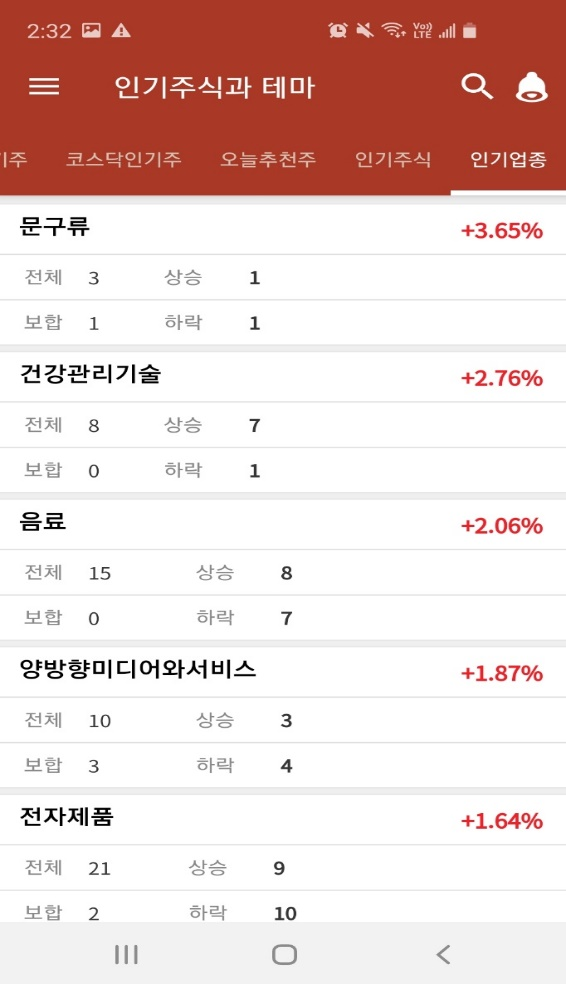 2:32 Vo)) LTE
인기주식과 테마
기주 코스닥인기주 오늘추천주 인기주식 인기업종
문구류 +3.65%
전체 3 상승 1
보합 1 하락 1
건강관리기술 +2.76%
전체 8 상승 7
보합 0 하락 1
음료 +2.06%
전체 15 상승 8
보합 0 하락 7
양방향미디어와서비스 +1.87%
전체 10 상승 3
보합 3 하락 4
전자제품 +1.64%
전체 21 상승 9
보합 2 하락 10